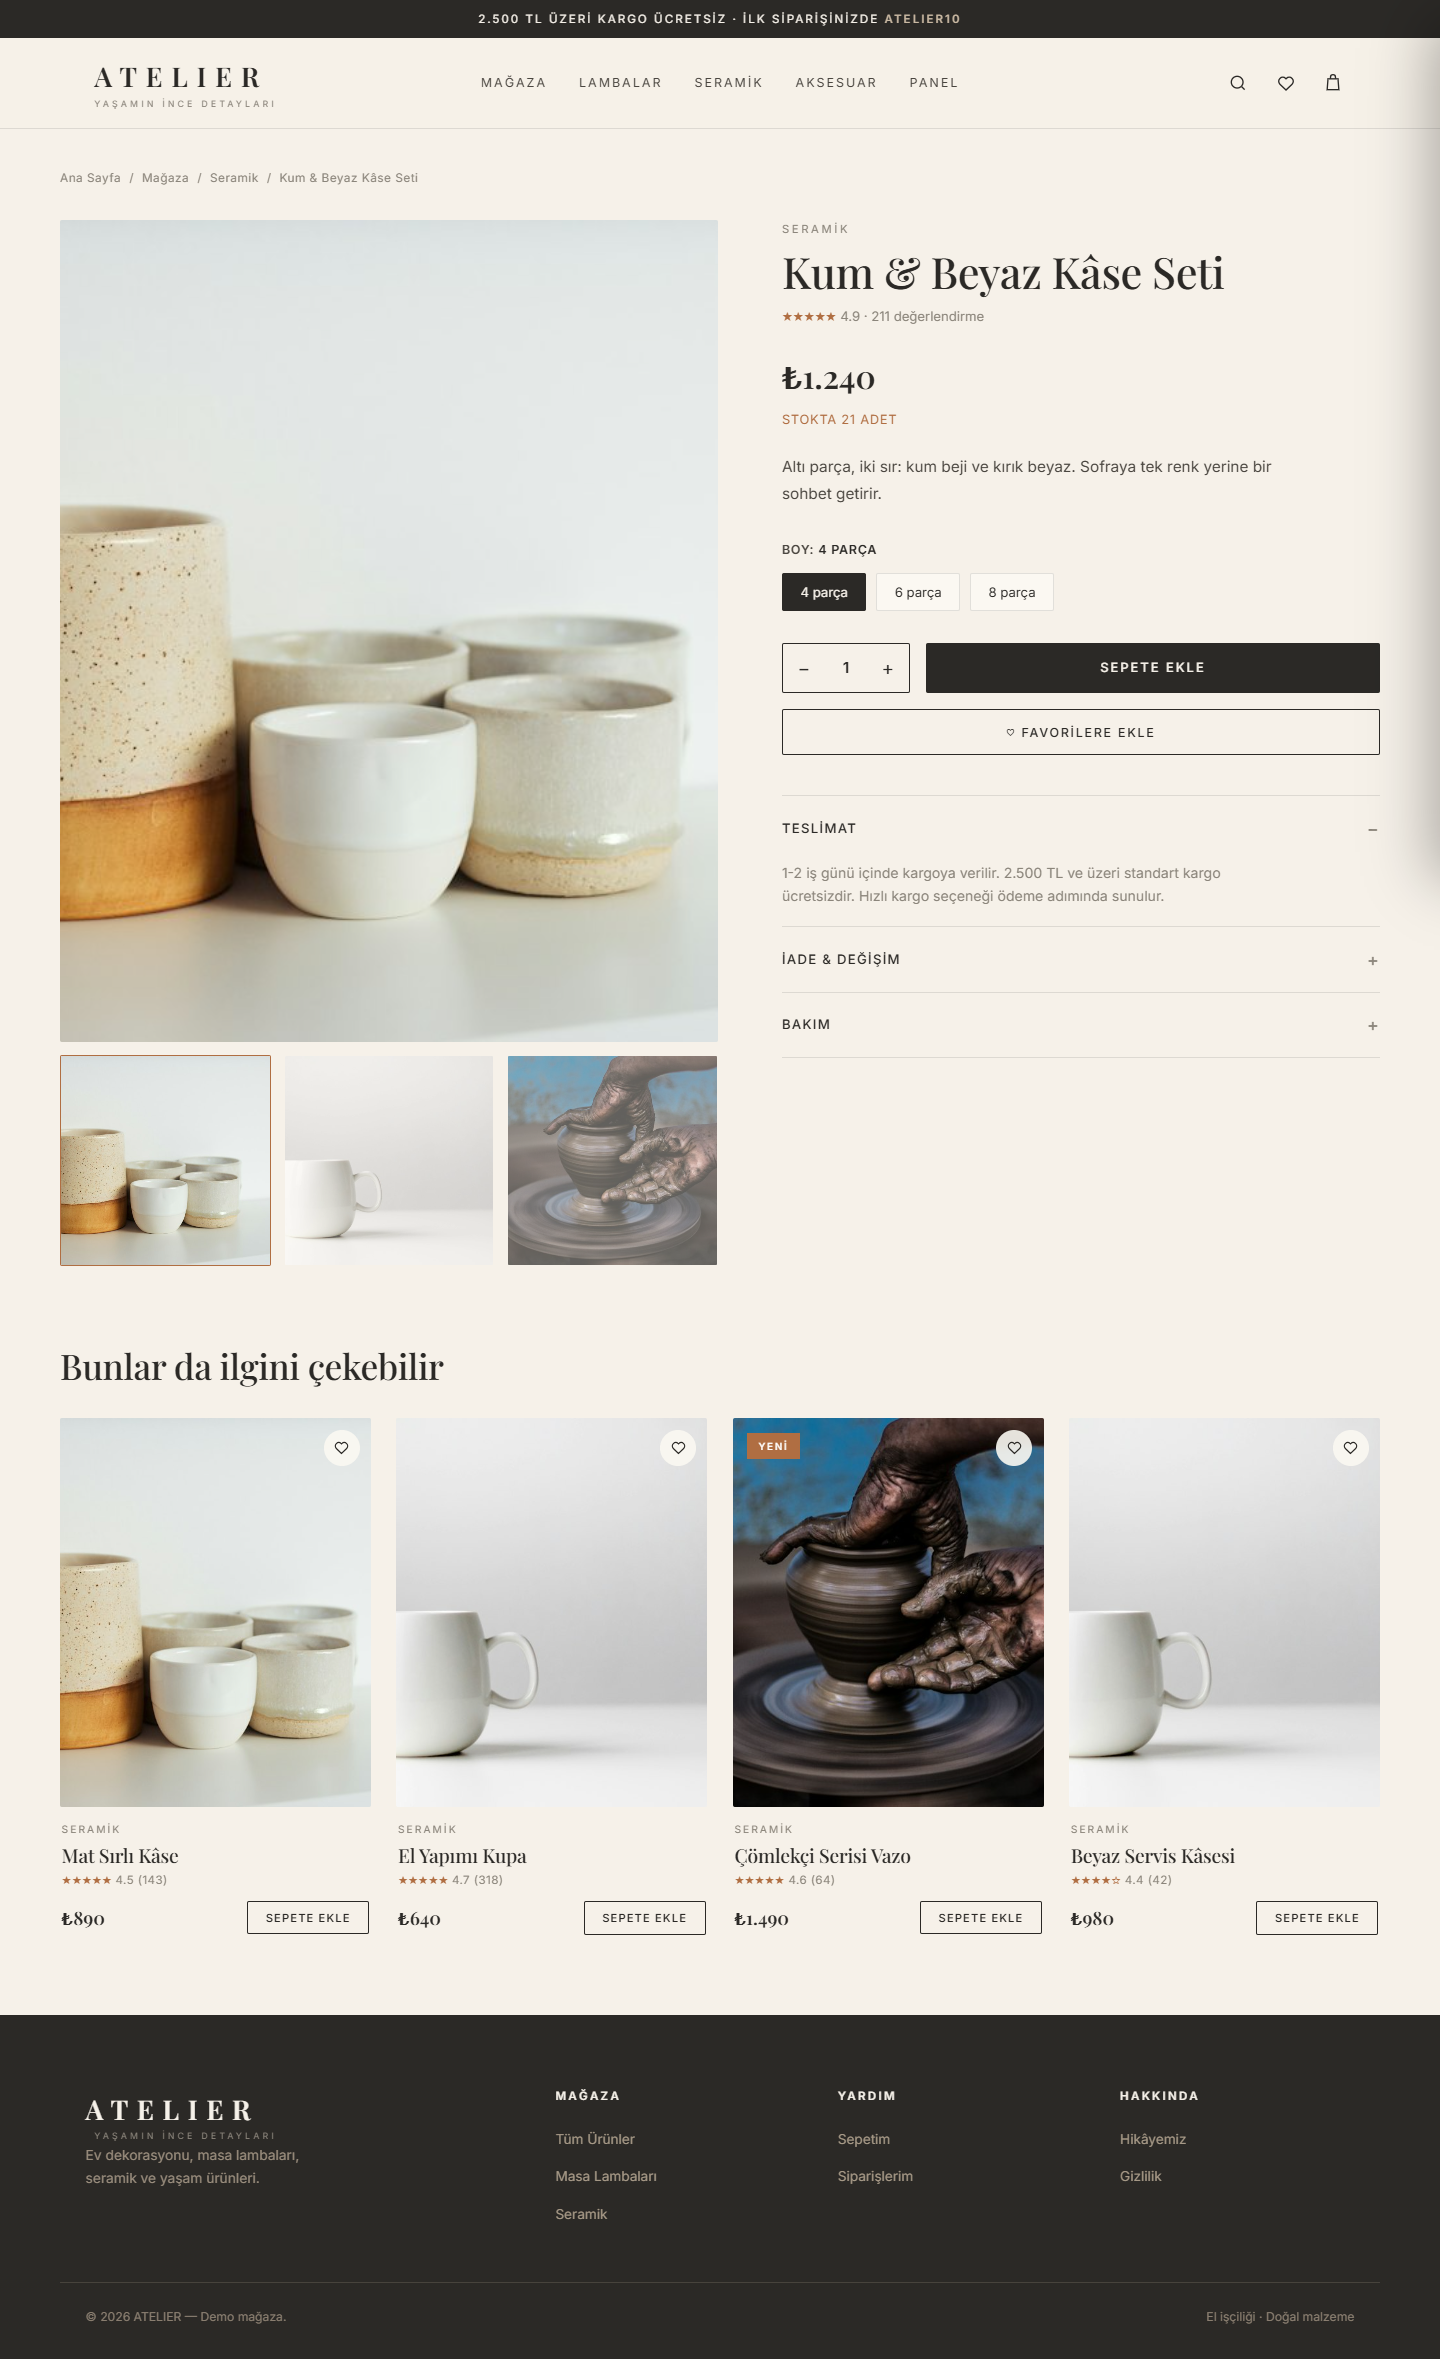 2.500 TL ÜZERİ KARGO ÜCRETSİZ · İLK SİPARİŞİNİZDE ATELIER10
ATELIER
YAŞAMIN İNCE DETAYLARI
MAĞAZA LAMBALAR SERAMİK AKSESUAR PANEL
Ana Sayfa / Mağaza / Seramik / Kum & Beyaz Kâse Seti
SERAMİK
Kum & Beyaz Kâse Seti
★★★★★ 4.9 · 211 değerlendirme
₺1.240
STOKTA 21 ADET
Altı parça, iki sır: kum beji ve kırık beyaz. Sofraya tek renk yerine bir
sohbet getirir.
BOY: 4 PARÇA
4 parça 6 parça 8 parça
− 1 + SEPETE EKLE
♡ FAVORİLERE EKLE
TESLİMAT −
1-2 iş günü içinde kargoya verilir. 2.500 TL ve üzeri standart kargo
ücretsizdir. Hızlı kargo seçeneği ödeme adımında sunulur.
İADE & DEĞİŞİM +
BAKIM +
Bunlar da ilgini çekebilir
YENİ
SERAMİK
Mat Sırlı Kâse
★★★★★ 4.5 (143)
₺890 SEPETE EKLE
SERAMİK
El Yapımı Kupa
★★★★★ 4.7 (318)
₺640 SEPETE EKLE
SERAMİK
Çömlekçi Serisi Vazo
★★★★★ 4.6 (64)
₺1.490 SEPETE EKLE
SERAMİK
Beyaz Servis Kâsesi
★★★★☆ 4.4 (42)
₺980 SEPETE EKLE
ATELIER
YAŞAMIN İNCE DETAYLARI
Ev dekorasyonu, masa lambaları,
seramik ve yaşam ürünleri.
MAĞAZA
Tüm Ürünler
Masa Lambaları
Seramik
YARDIM
Sepetim
Siparişlerim
HAKKINDA
Hikâyemiz
Gizlilik
© 2026 ATELIER — Demo mağaza.
El işçiliği · Doğal malzeme